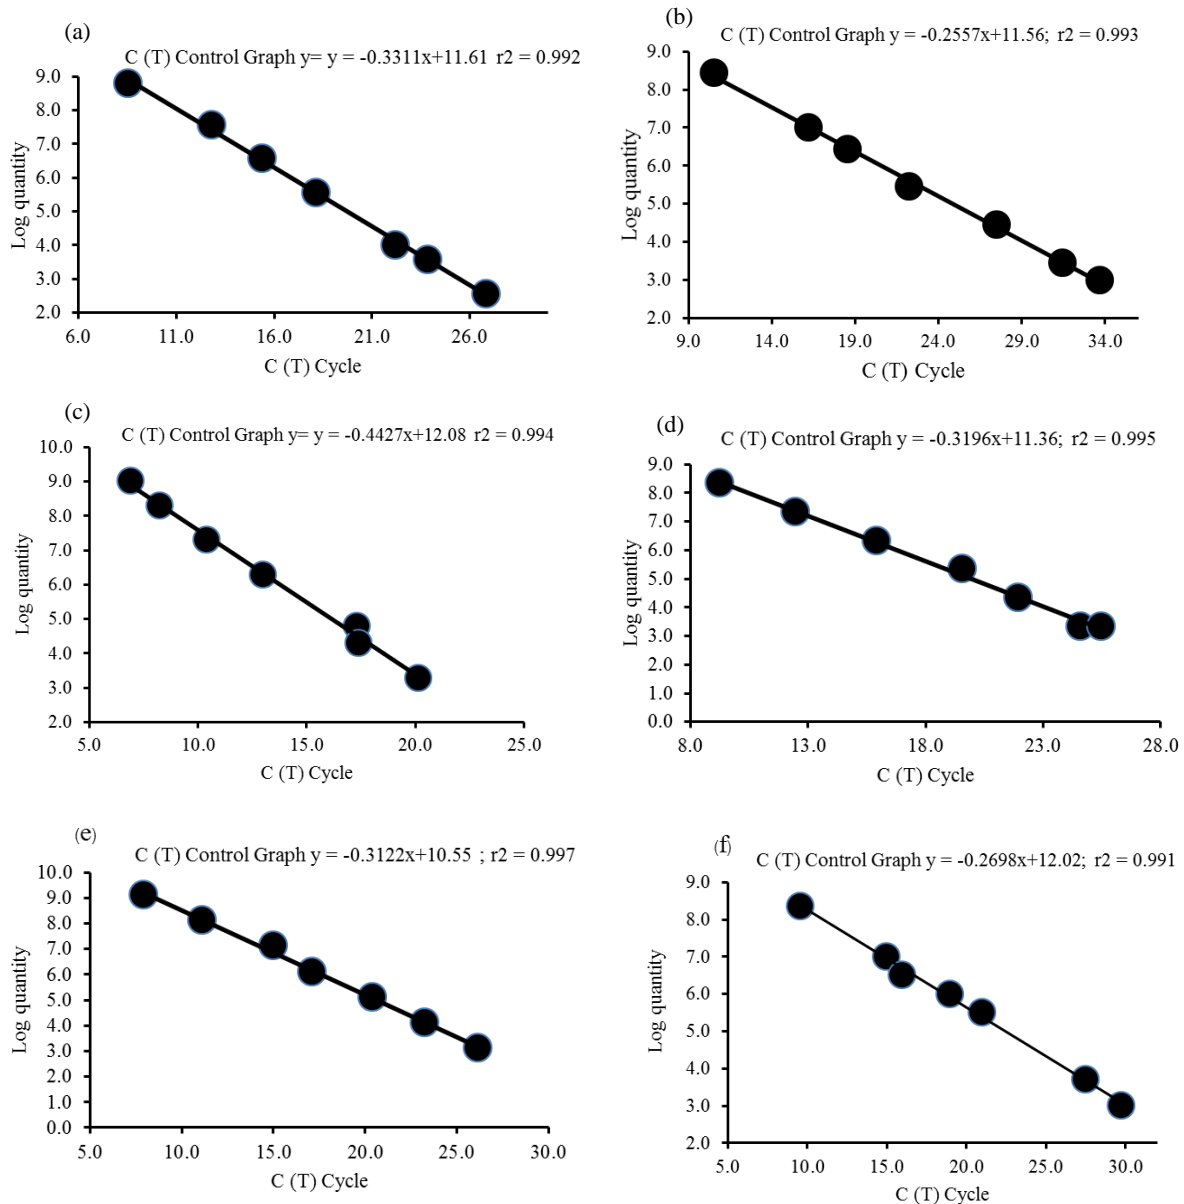 (a)
C (T) Control Graph y= y = -0.3311x+11.61 r2 = 0.992
9.0
8.0
7.0
6.0
5.0
4.0
3.0
2.0
Log quantity
6.0 11.1 16.1 21.1 26.1
C (T) Cycle
(b)
C (T) Control Graph y = -0.2557x+11.56; r2 = 0.993
9.0
8.0
7.0
6.0
5.0
4.0
3.0
2.0
Log quantity
9.0 14.0 19.0 24.0 29.0 34.0
C (T) Cycle
(c)
C (T) Control Graph y= y = -0.4427x+12.08 r2 = 0.994
10.0
9.0
8.0
7.0
6.0
5.0
4.0
3.0
2.0
Log quantity
5.0 10.0 15.0 20.0 25.0
C (T) Cycle
(d)
C (T) Control Graph y = -0.3196x+11.36; r2 = 0.995
9.0
8.0
7.0
6.0
5.0
4.0
3.0
2.0
1.0
0.0
Log quantity
8.0 13.0 18.0 23.0 28.0
C (T) Cycle
(e)
C (T) Control Graph y = -0.3122x+10.55 ; r2 = 0.997
10.0
9.0
8.0
7.0
6.0
5.0
4.0
3.0
2.0
1.0
0.0
Log quantity
5.0 10.0 15.0 20.0 25.0 30.0
C (T) Cycle
(f)
C (T) Control Graph y = -0.2698x+12.02; r2 = 0.991
9.0
8.0
7.0
6.0
5.0
4.0
3.0
2.0
Log quantity
5.0 10.0 15.0 20.0 25.0 30.0
C (T) Cycle